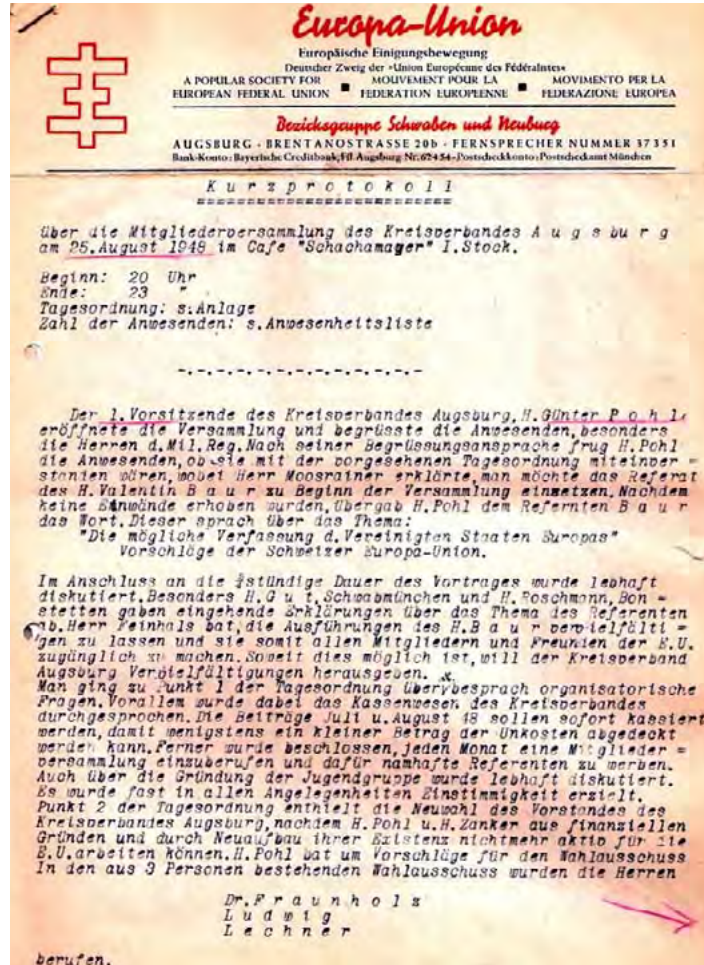 Europa-Union
Europäische Einigungsbewegung
Deutscher Zweig der »Union Européenne des Fédéralistes«
A POPULAR SOCIETY FOR ■ MOUVEMENT POUR LA ■ MOVIMENTO PER LA
EUROPEAN FEDERAL UNION FEDERATION EUROPEENNE FEDERAZIONE EUROPEA
Bezirksgruppe Schwaben und Neuburg
AUGSBURG · BRENTANOSTRASSE 20b · FERNSPRECHER NUMMER 37351
Bank-Konto: Bayerische Creditbank, Fil. Augsburg Nr. 62454 - Postscheckkonto: Postscheckamt München
K u r z p r o t o k o l l
==========================
über die Mitgliederversammlung des Kreisverbandes A u g s b u r g
am 25.August 1948 im Cafe "Schachamager" I.Stock.
Beginn: 20 Uhr
Ende: 23 "
Tagesordnung: s.Anlage
Zahl der Anwesenden: s.Anwesenheitsliste
-.-.-.-.-.-.-.-.-.-.-.-.-
Der 1.Vorsitzende des Kreisverbandes Augsburg,H.Günter P o h l,
eröffnete die Versammlung und begrüsste die Anwesenden,besonders
die Herren d.Mil.Reg.Nach seiner Begrüssungsansprache frug H.Pohl
die Anwesenden,ob sie mit der vorgesehenen Tagesordnung miteinver =
standen wären,wobei Herr Moosrainer erklärte,man möchte das Referat
des H.Valentin B a u r zu Beginn der Versammlung einsetzen.Nachdem
keine Einwände erhoben wurden,übergab H.Pohl dem Refernten B a u r
das Wort.Dieser sprach über das Thema:
"Die mögliche Verfassung d.Vereinigten Staaten Europas"
Vorschläge der Schweizer Europa-Union.
Im Anschluss an die stündige Dauer des Vortrages wurde lebhaft
diskutiert.Besonders H.G u t,Schwabmünchen und H.Roschmann,Bon =
stetten gaben eingehende Erklärungen über das Thema des Referenten
ab.Herr Feinhals bat,die Ausführungen des H.B a u r vervielfälti =
gen zu lassen und sie somit allen Mitgliedern und Freunden der E.U.
zugänglich zu machen.Soweit dies möglich ist,will der Kreisverband
Augsburg Vervielfältigungen herausgeben.
Man ging zu Punkt 1 der Tagesordnung über besprach organisatorische
Fragen.Vorallem wurde dabei das Kassenwesen des Kreisverbandes
durchgesprochen.Die Beiträge Juli u.August 48 sollen sofort kassiert
werden,damit wenigstens ein kleiner Betrag der Unkosten abgedeckt
werden kann.Ferner wurde beschlossen,jeden Monat eine Mitglieder =
versammlung einzuberufen und dafür namhafte Referenten zu werben.
Auch über die Gründung der Jugendgruppe wurde lebhaft diskutiert.
Es wurde fast in allen Angelegenheiten Einstimmigkeit erzielt.
Punkt 2 der Tagesordnung enthielt die Neuwahl des Vorstandes des
Kreisverbandes Augsburg,nachdem H.Pohl u.H.Zanker aus finanziellen
Gründen und durch Neuaufbau ihrer Existenz nichtmehr aktiv für die
E.U.arbeiten können.H.Pohl bat um Vorschläge für den Wahlausschuss
In den aus 3 Personen bestehenden Wahlausschuss wurden die Herren
Dr.F r a u n h o l z
L u d w i g
L e c h n e r
berufen.